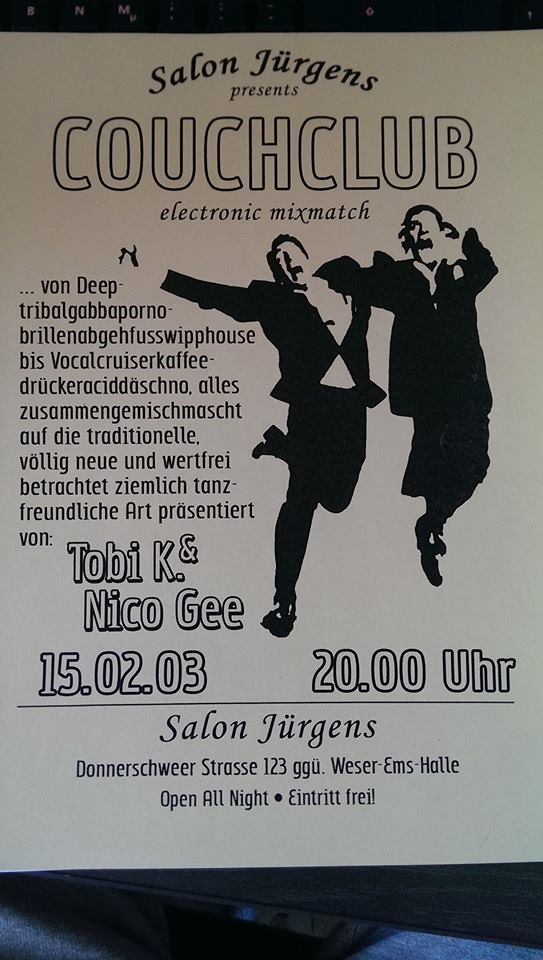 B N M µ ; : - ◊ 1
Salon Jürgens
presents
COUCHCLUB
electronic mixmatch
... von Deep-
tribalgabbaporno-
brillenabgehfusswipphouse
bis Vocalcruiserkaffee-
drückeraciddäschno, alles
zusammengemischmascht
auf die traditionelle,
völlig neue und wertfrei
betrachtet ziemlich tanz-
freundliche Art präsentiert
von:
Tobi K. &
Nico Gee
15.02.03 20.00 Uhr
Salon Jürgens
Donnerschweer Strasse 123 ggü. Weser-Ems-Halle
Open All Night • Eintritt frei!